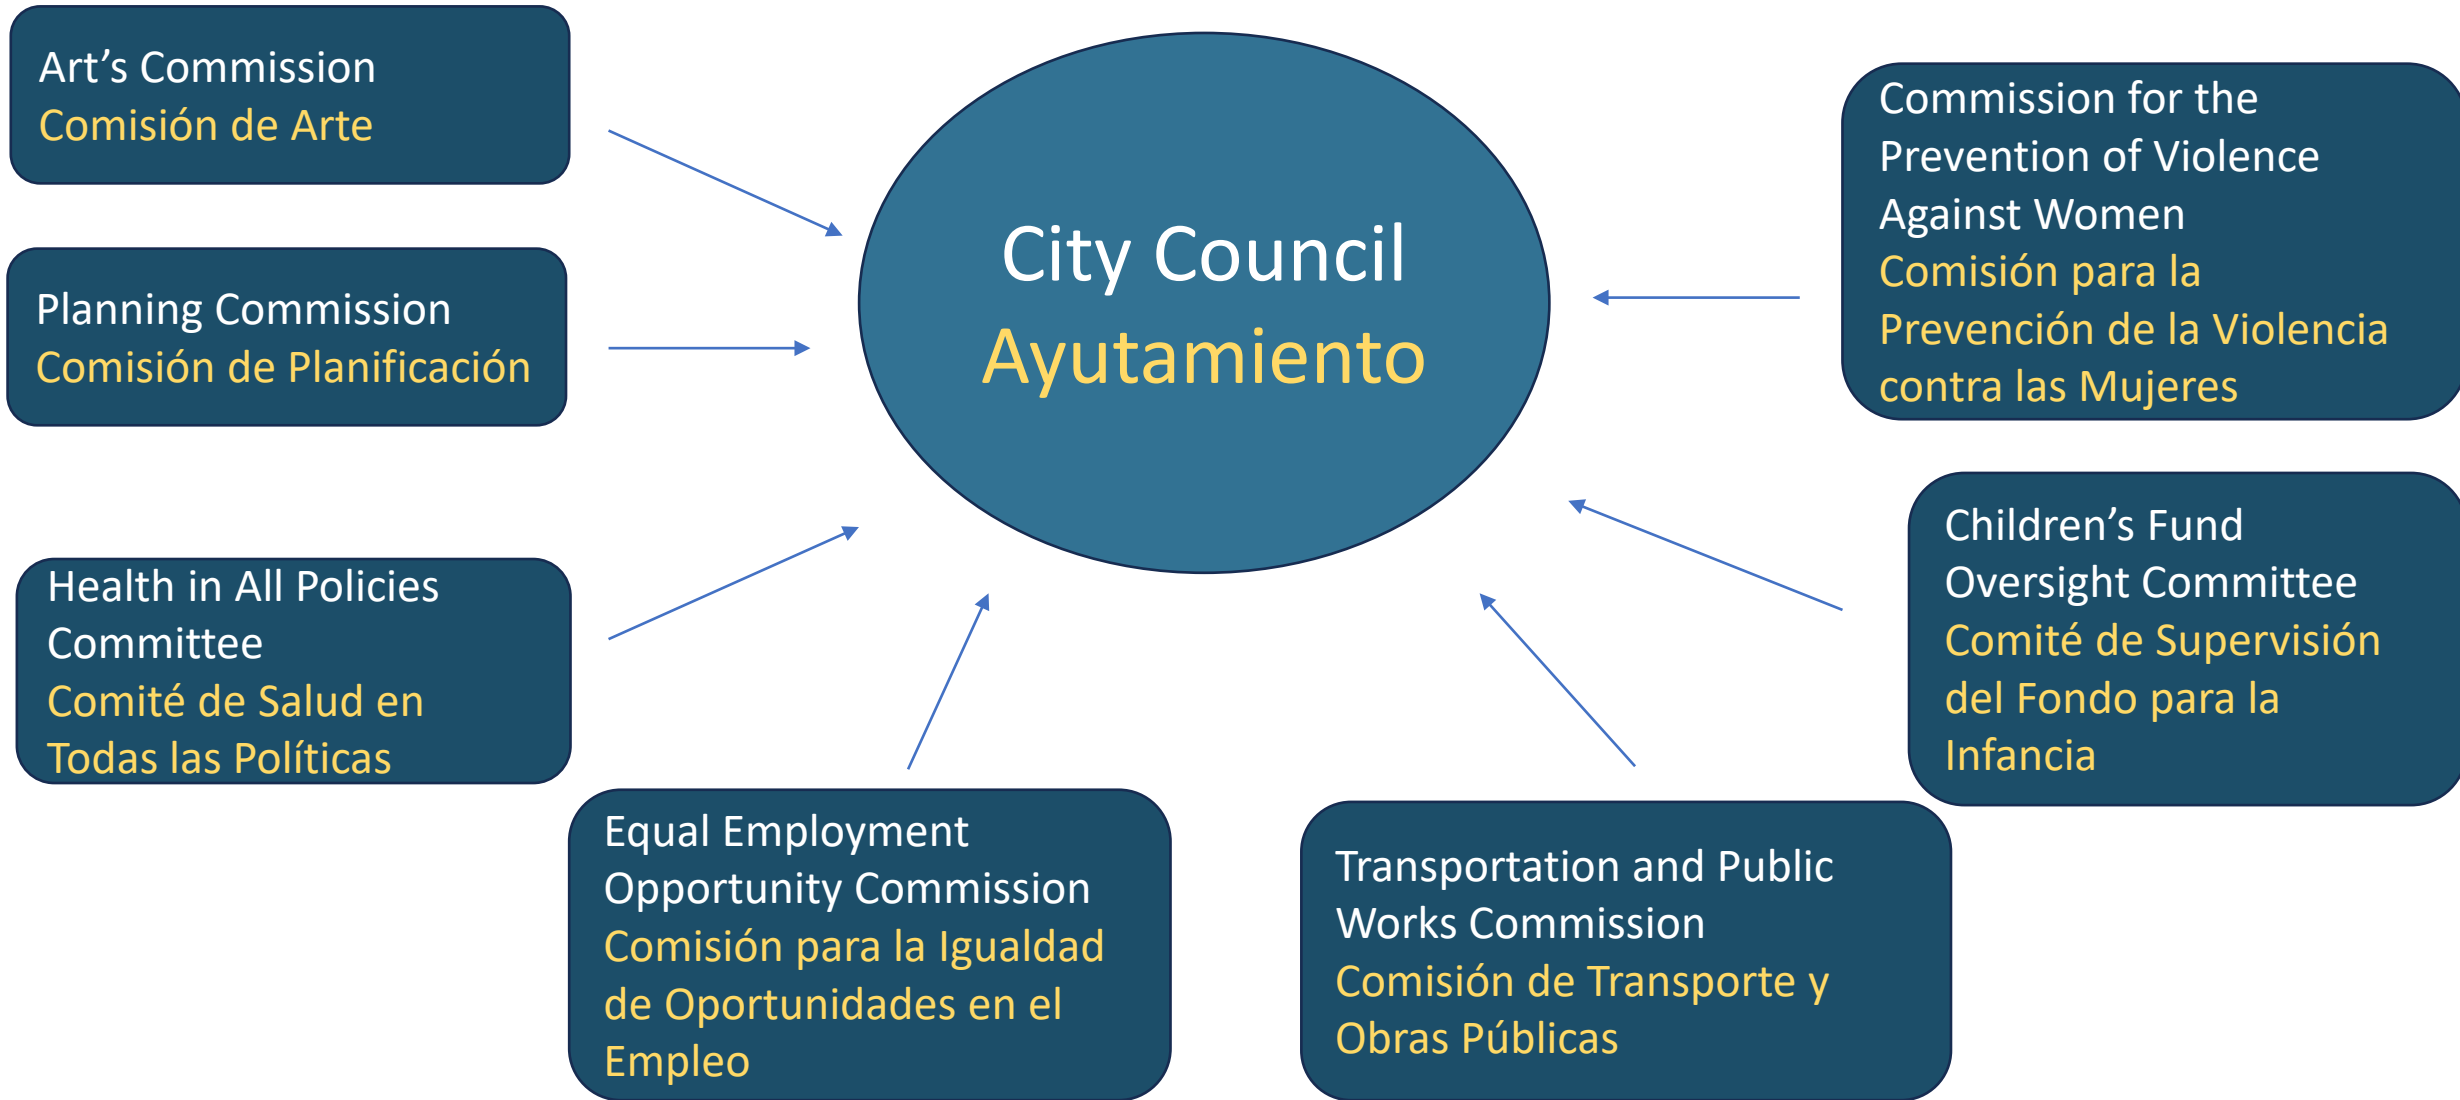 Art’s Commission
Comisión de Arte
Planning Commission
Comisión de Planificación
Health in All Policies
Committee
Comité de Salud en
Todas las Políticas
Equal Employment
Opportunity Commission
Comisión para la Igualdad
de Oportunidades en el
Empleo
City Council
Ayutamiento
Transportation and Public
Works Commission
Comisión de Transporte y
Obras Públicas
Commission for the
Prevention of Violence
Against Women
Comisión para la
Prevención de la Violencia
contra las Mujeres
Children’s Fund
Oversight Committee
Comité de Supervisión
del Fondo para la
Infancia